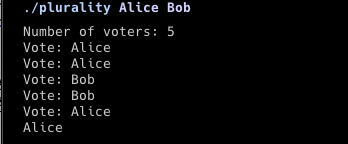 ./plurality Alice Bob
Number of voters: 5
Vote: Alice
Vote: Alice
Vote: Bob
Vote: Bob
Vote: Alice
Alice